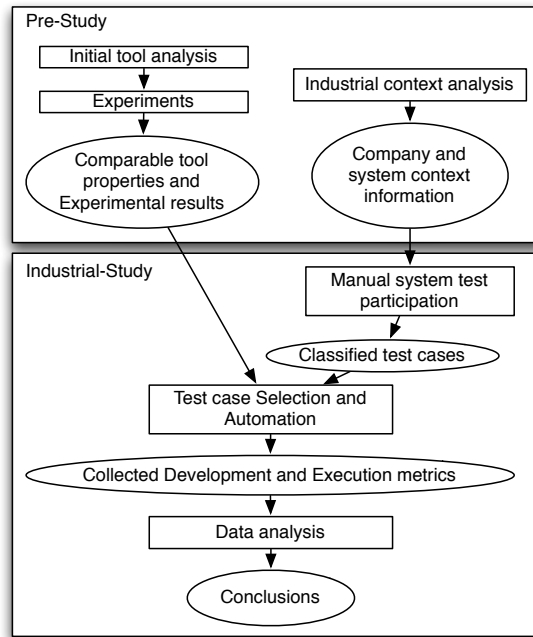 Pre-Study
Initial tool analysis
Experiments
Comparable tool
properties and
Experimental results
Industrial context analysis
Company and
system context
information
Industrial-Study
Manual system test
participation
Classified test cases
Test case Selection and
Automation
Collected Development and Execution metrics
Data analysis
Conclusions